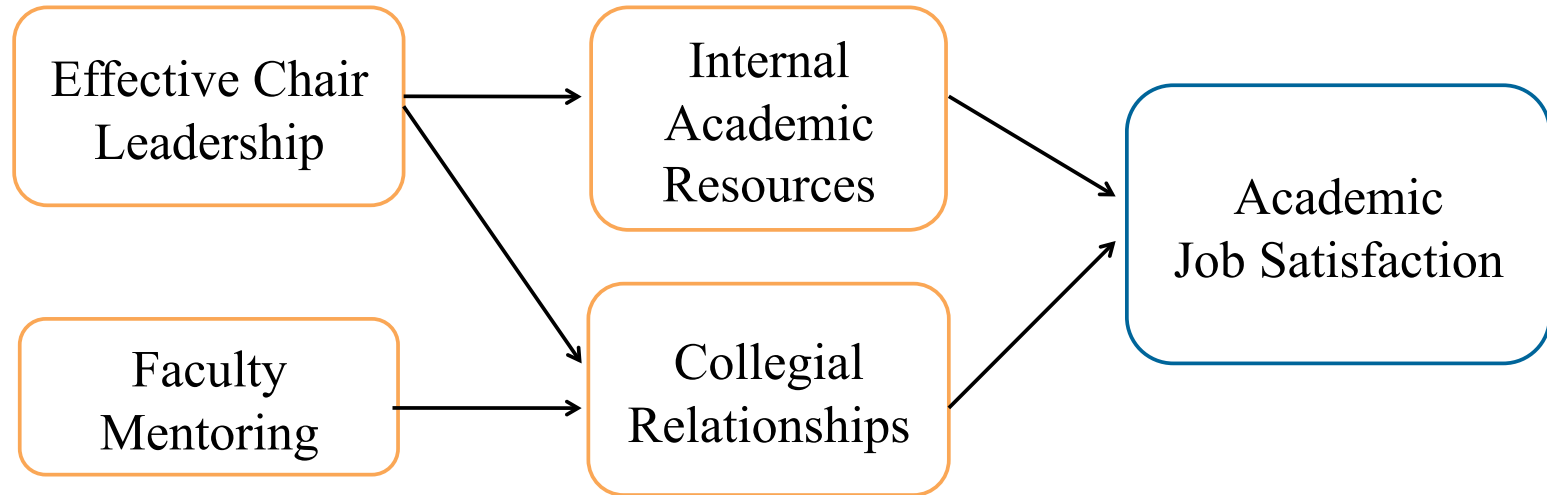 Effective Chair
Leadership
Internal
Academic
Resources
Academic
Job Satisfaction
Faculty
Mentoring
Collegial
Relationships